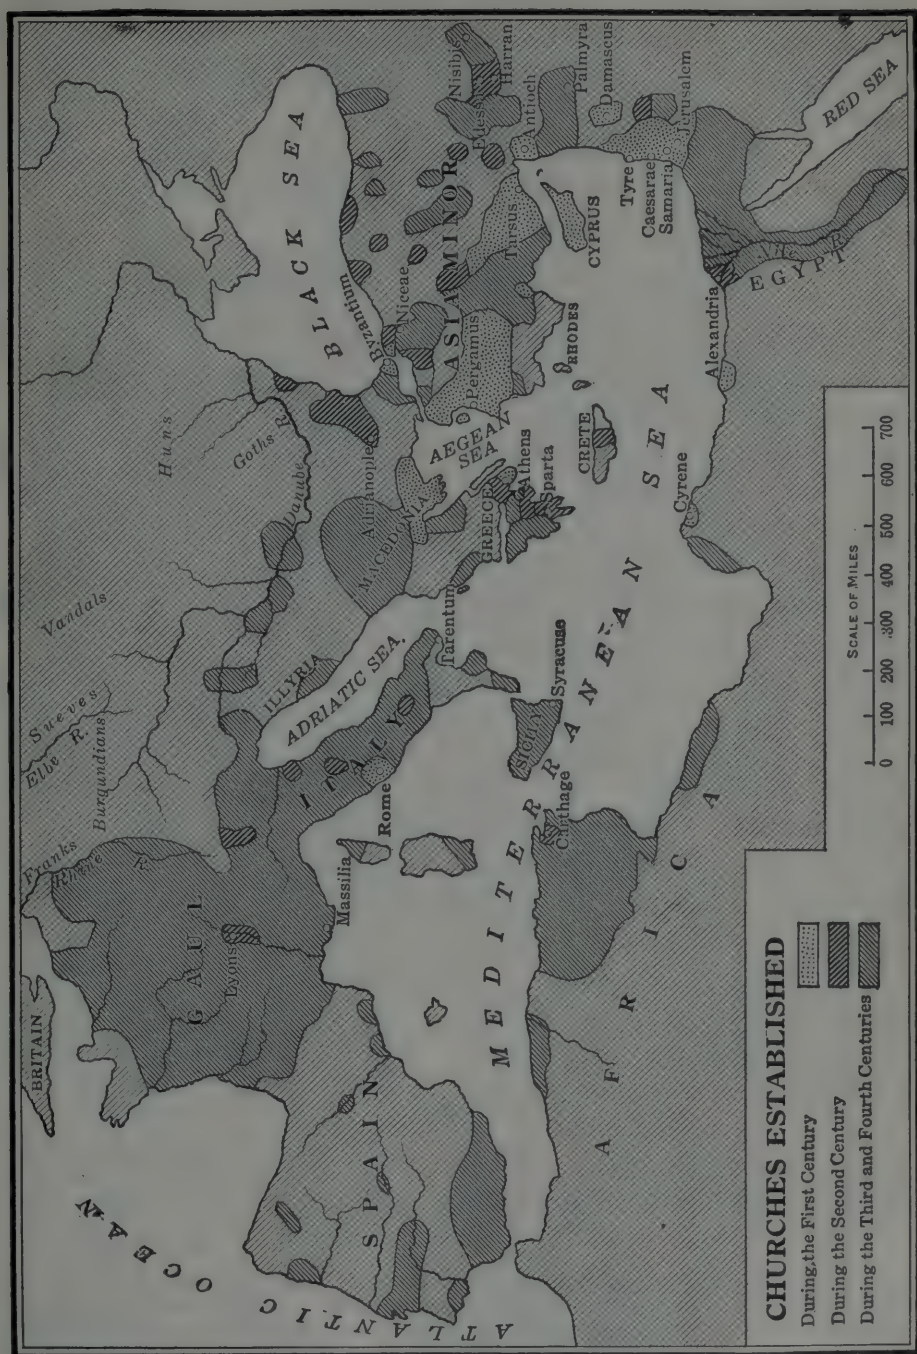 BRITAIN
ATLANTIC OCEAN
Franks
Rhine R.
GAUL
Lyons
Massilia
SPAIN
Sueves
Elbe R.
Burgundians
Vandals
Huns
Goths
Danube R.
ILLYRIA
ADRIATIC SEA.
ITALY
Rome
Tarentum
SICILY
Syracuse
Carthage
MACEDONIA
Adrianople
GREECE
Athens
Sparta
AEGEAN SEA
CRETE
RHODES
BLACK SEA
Byzantium
Niceae
ASIA MINOR
Pergamus
Tarsus
CYPRUS
Nisibis
Edessa
Harran
Antioch
Palmyra
Damascus
Tyre
Caesarae
Samaria
Jerusalem
RED SEA
MEDITERRANEAN SEA
Cyrene
Alexandria
NILE R.
EGYPT
AFRICA
CHURCHES ESTABLISHED
During the First Century
During the Second Century
During the Third and Fourth Centuries
SCALE OF MILES
0 100 200 300 400 500 600 700